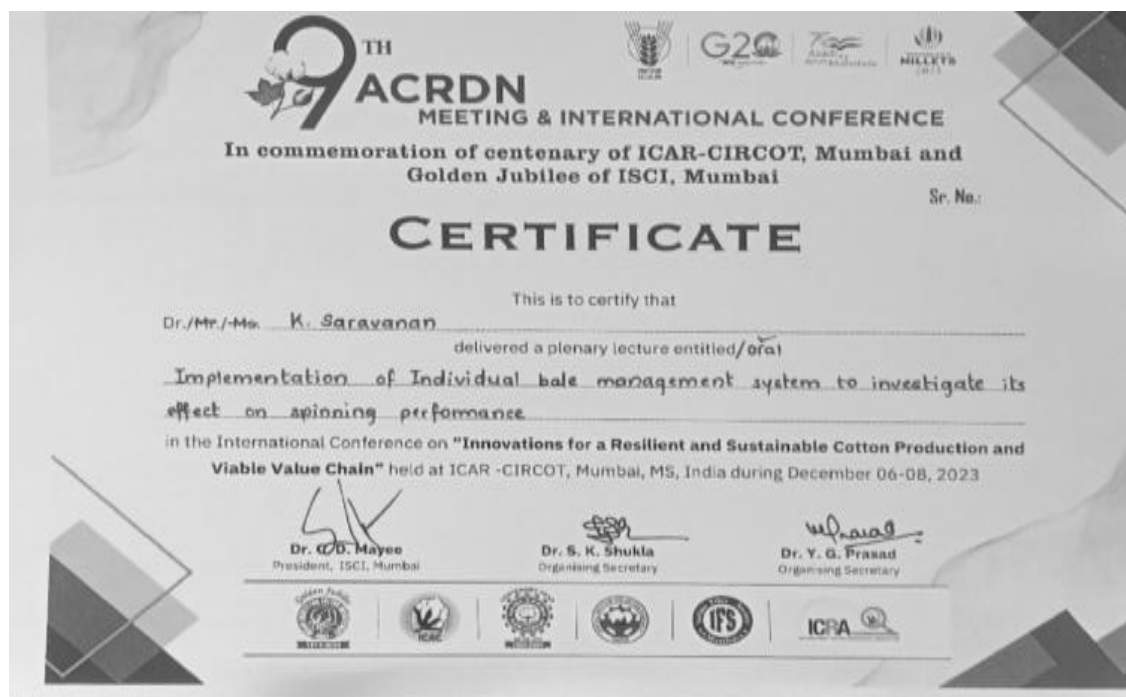 9TH
ACRDN
MEETING & INTERNATIONAL CONFERENCE
G20
MILLETS
In commemoration of centenary of ICAR-CIRCOT, Mumbai and
Golden Jubilee of ISCI, Mumbai
Sr. No.:
CERTIFICATE
This is to certify that
Dr./Mr./Ms. K. Saravanan
delivered a plenary lecture entitled/oral
Implementation of Individual bale management system to investigate its
effect on spinning performance
in the International Conference on "Innovations for a Resilient and Sustainable Cotton Production and
Viable Value Chain" held at ICAR -CIRCOT, Mumbai, MS, India during December 06-08, 2023
Dr. C. D. Mayee Dr. S. K. Shukla Dr. Y. G. Prasad
President, ISCI, Mumbai Organising Secretary Organising Secretary
Golden Jubilee ICAC IFS ICRA